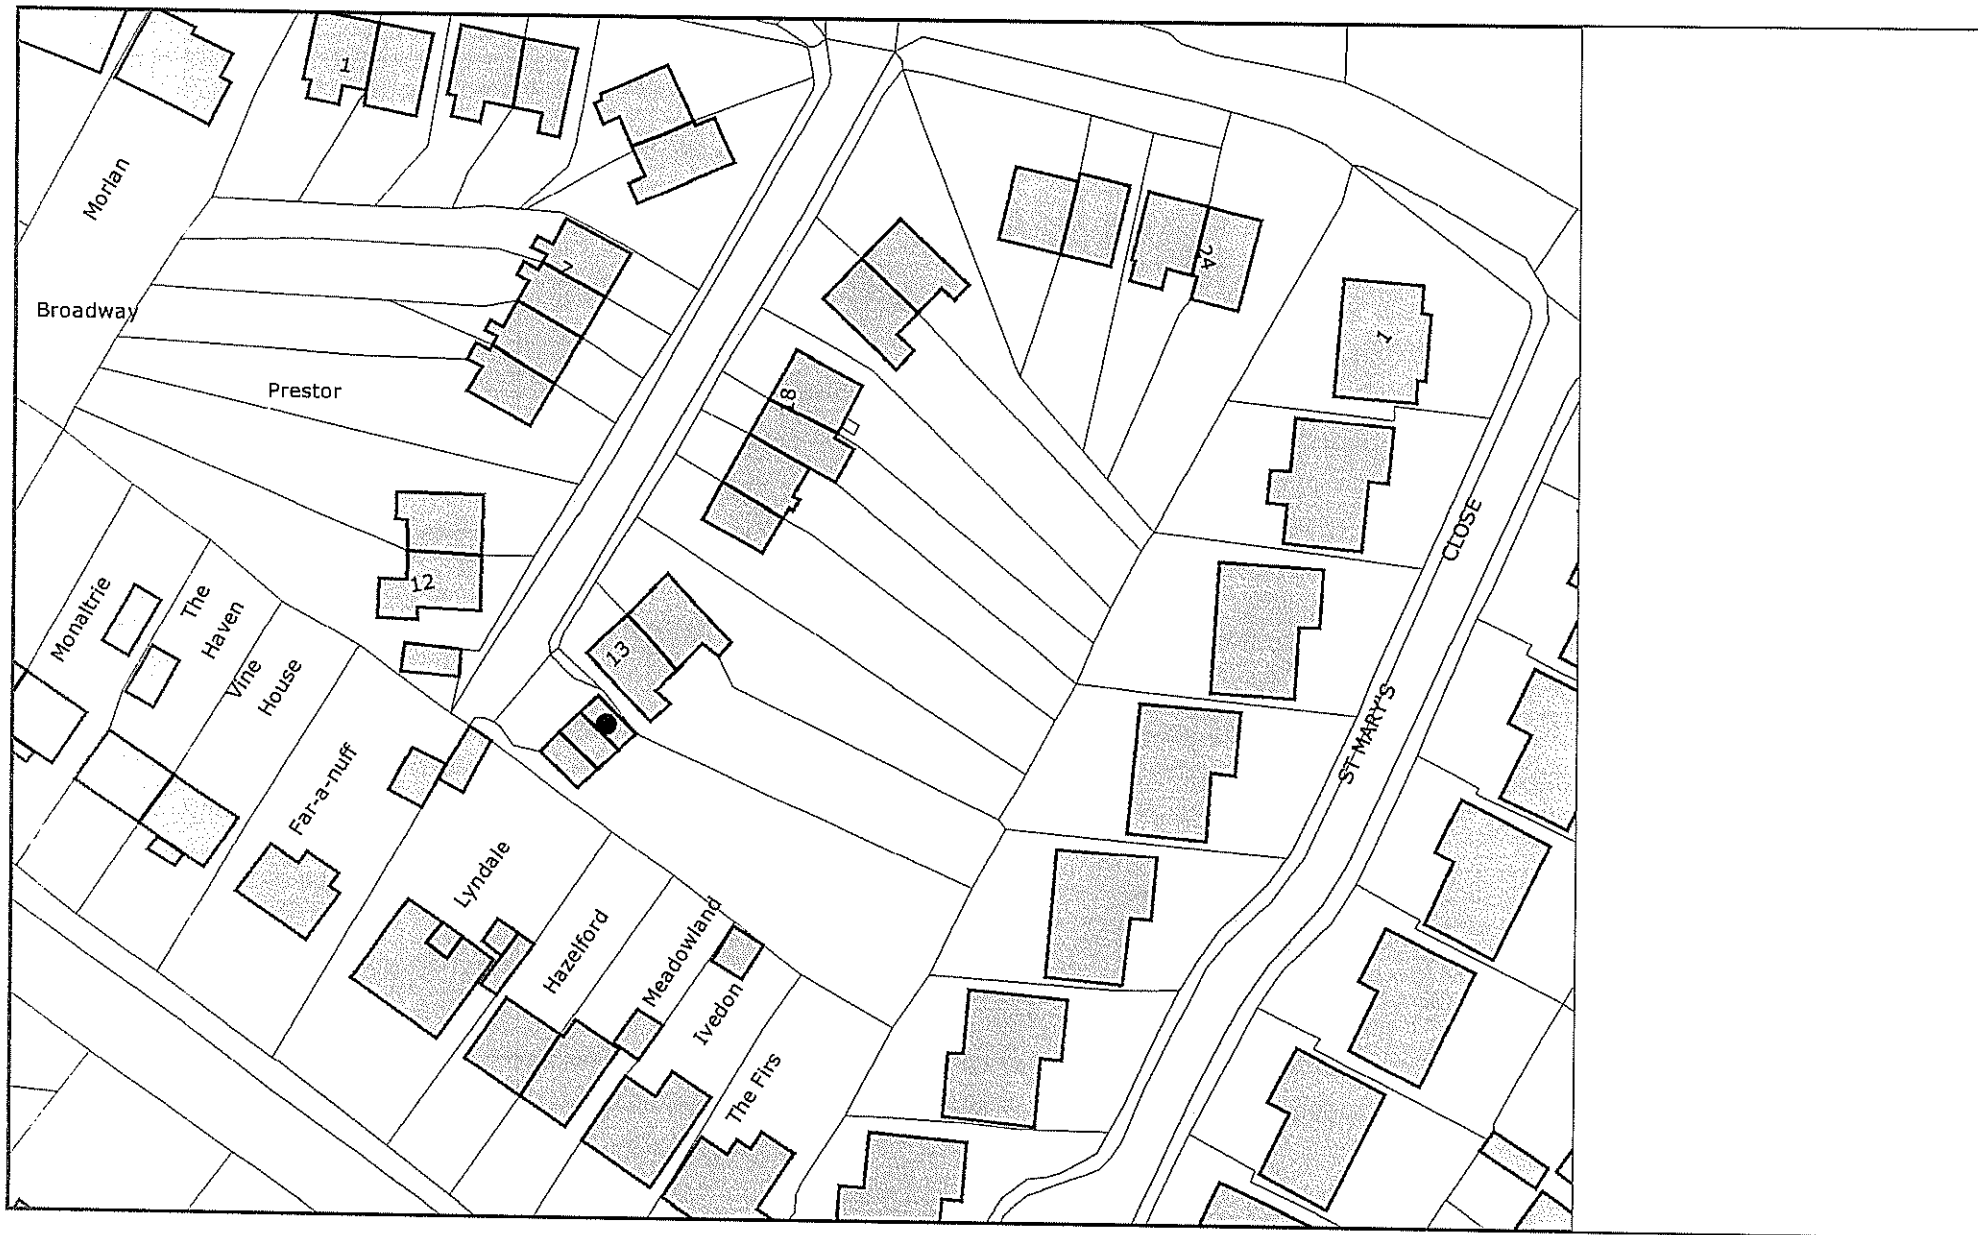 1
Morlan
7
24
Broadway
1
Prestor
18
CLOSE
12
Monaltrie
The
Haven
Vine
House
13
ST MARY'S
Far-a-nuff
Lyndale
Hazelford
Meadowland
Ivedon
The Firs